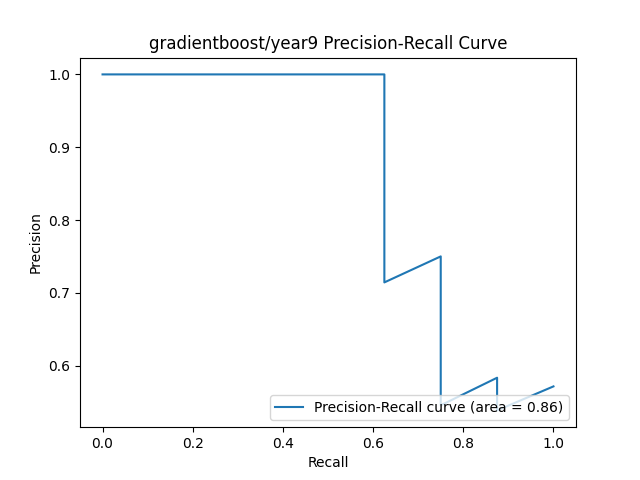 gradientboost/year9 Precision-Recall Curve
1.0
0.9
0.8
0.7
0.6
Precision
Precision-Recall curve (area = 0.86)
0.0 0.2 0.4 0.6 0.8 1.0
Recall